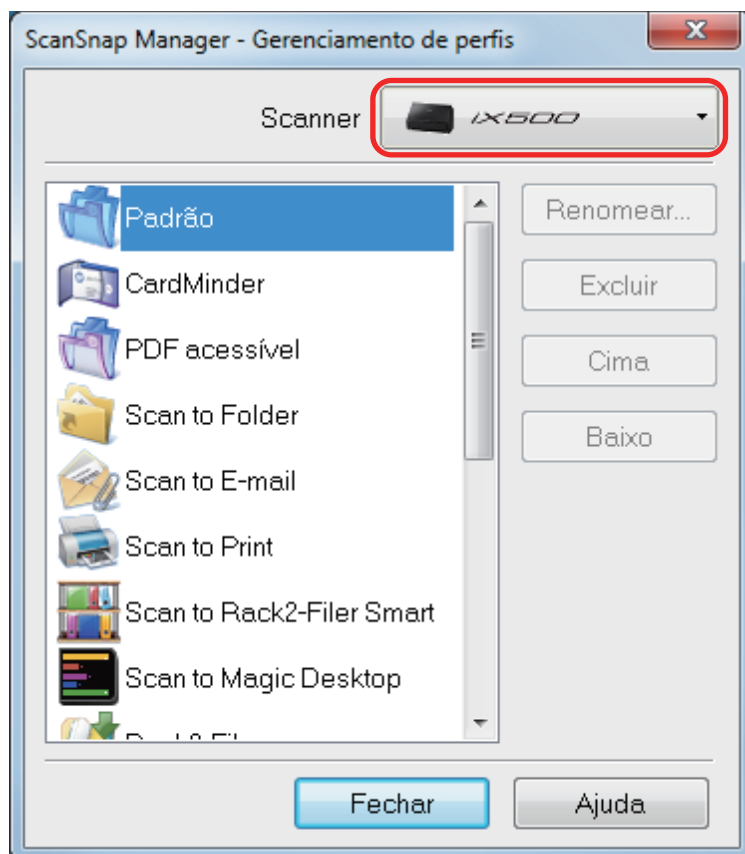 ScanSnap Manager - Gerenciamento de perfis
Scanner iX500
Padrão
Renomear...
CardMinder
Excluir
PDF acessível
Cima
Scan to Folder
Baixo
Scan to E-mail
Scan to Print
Scan to Rack2-Filer Smart
Scan to Magic Desktop
Fechar
Ajuda